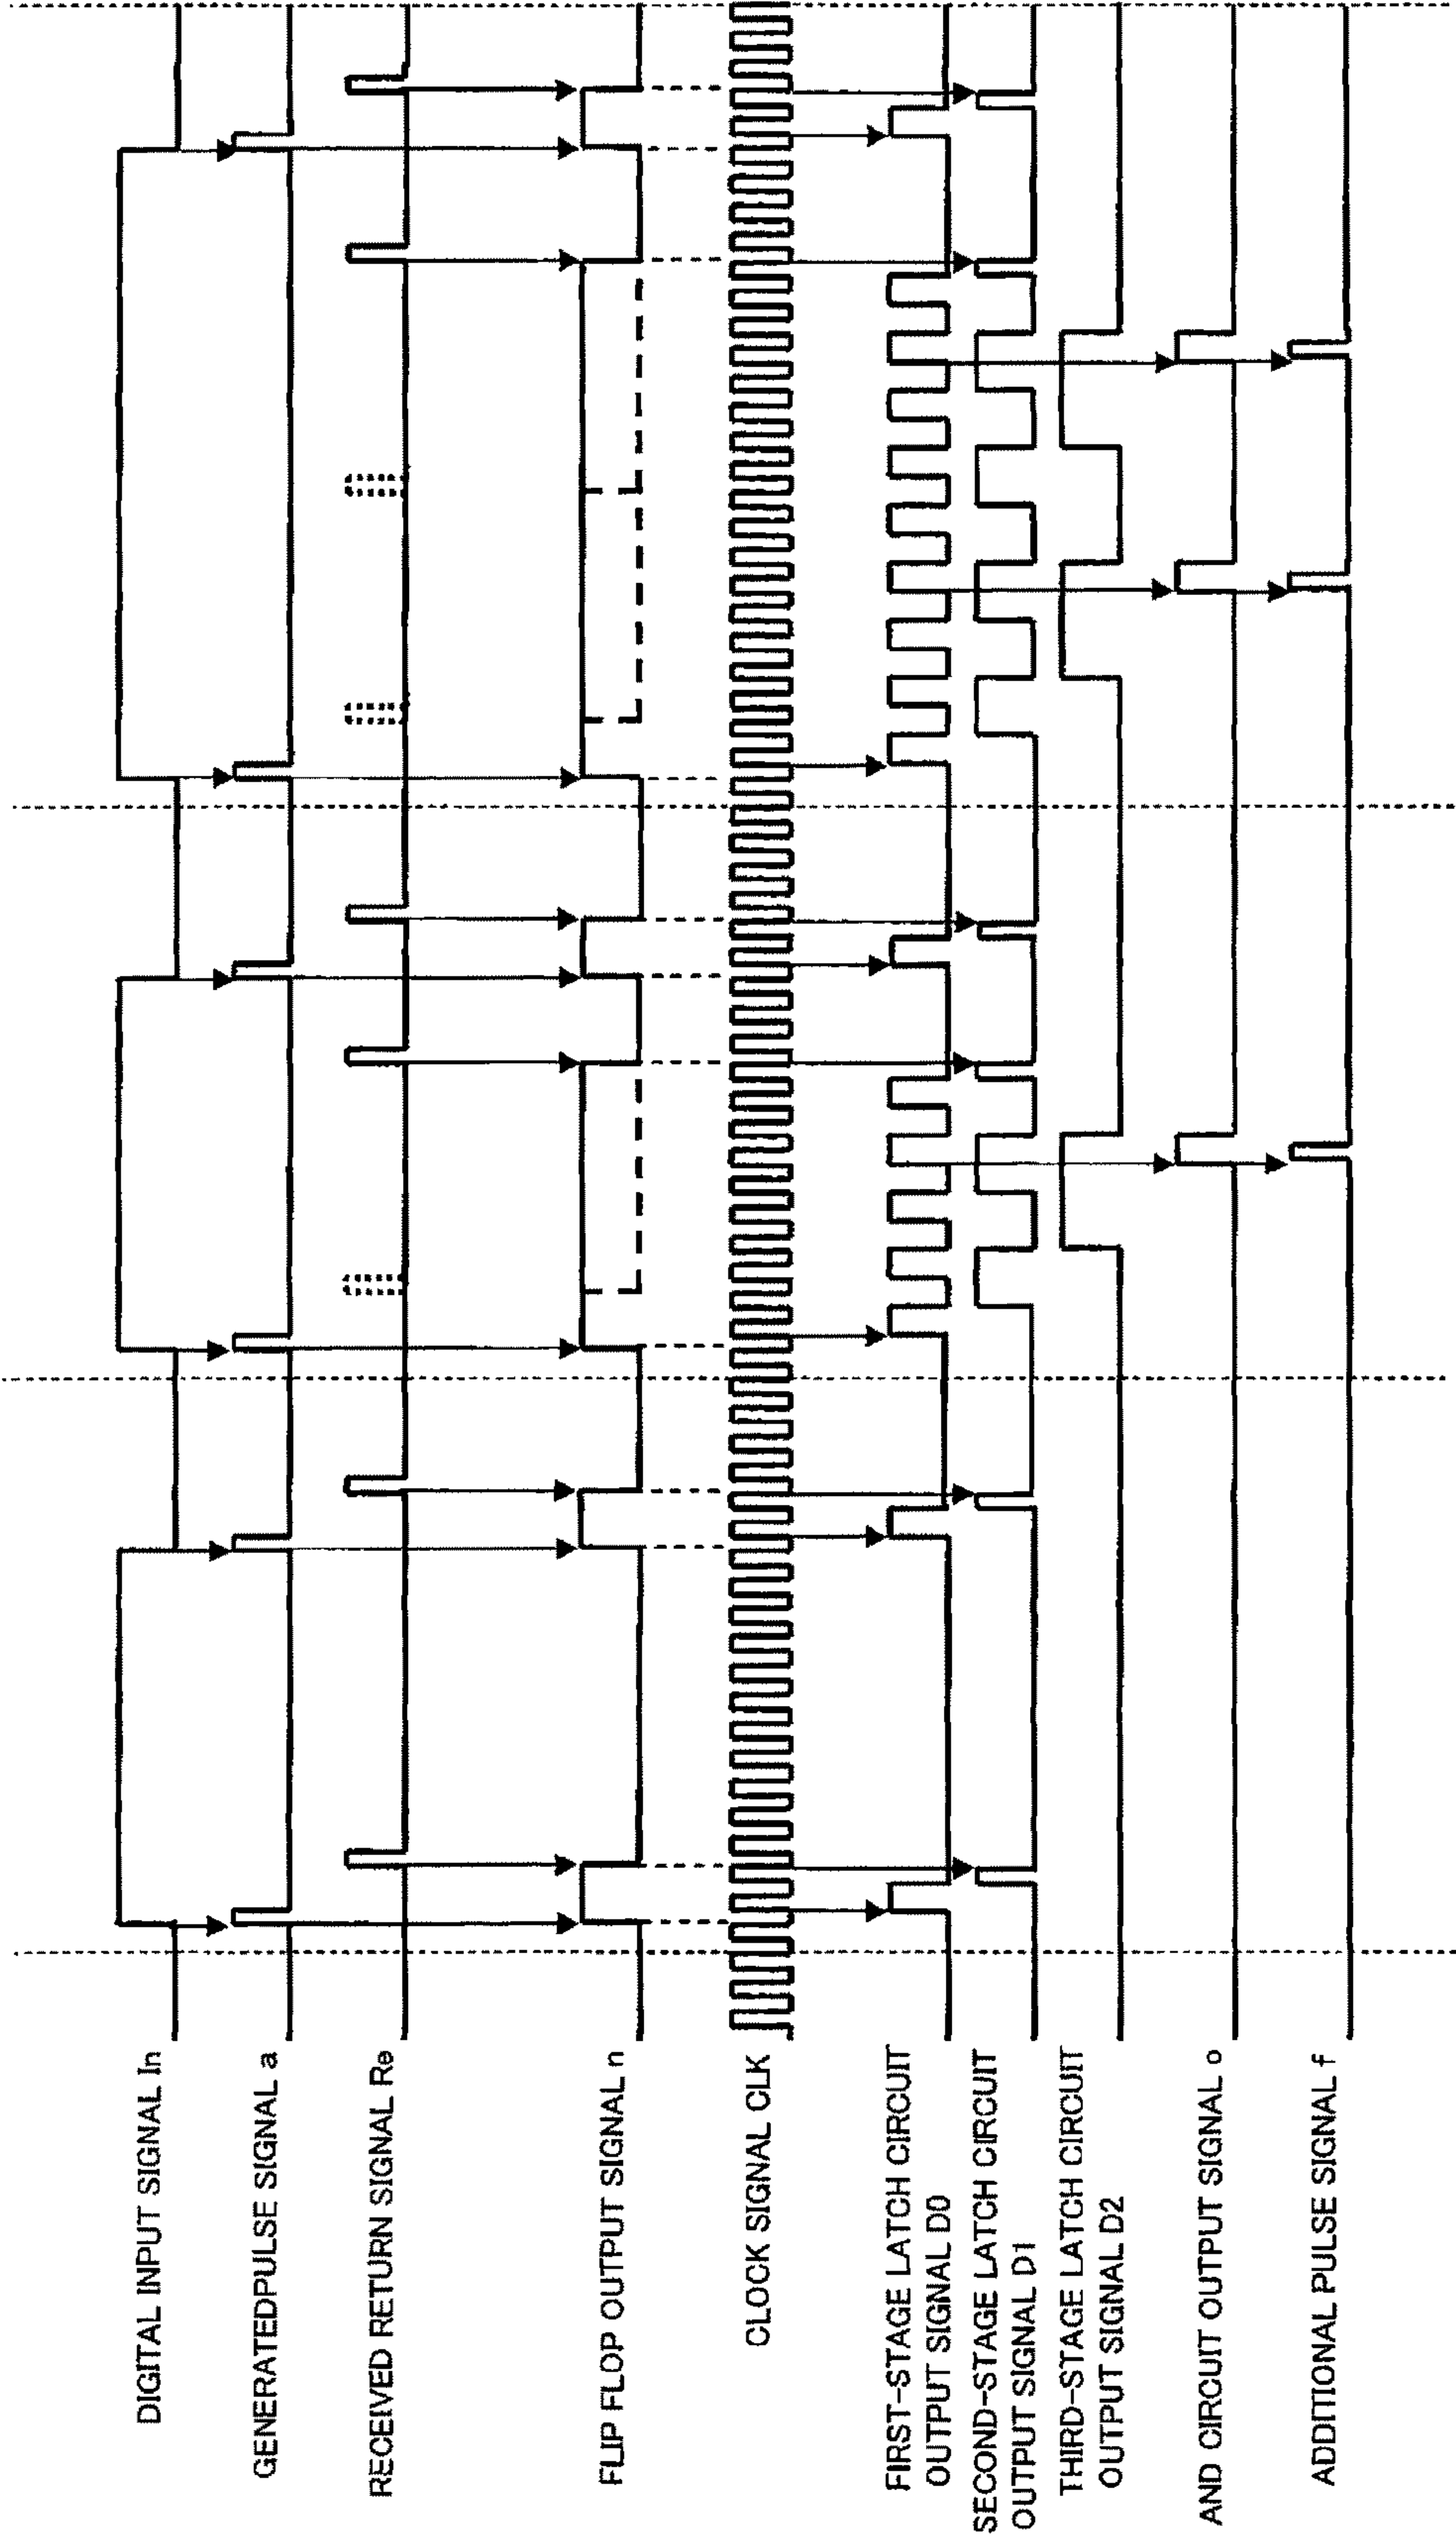 DIGITAL INPUT SIGNAL In
GENERATEDPULSE SIGNAL a
RECEIVED RETURN SIGNAL Re
FLIP FLOP OUTPUT SIGNAL n
CLOCK SIGNAL CLK
FIRST-STAGE LATCH CIRCUIT
OUTPUT SIGNAL D0
SECOND-STAGE LATCH CIRCUIT
OUTPUT SIGNAL D1
THIRD-STAGE LATCH CIRCUIT
OUTPUT SIGNAL D2
AND CIRCUIT OUTPUT SIGNAL o
ADDITIONAL PULSE SIGNAL f